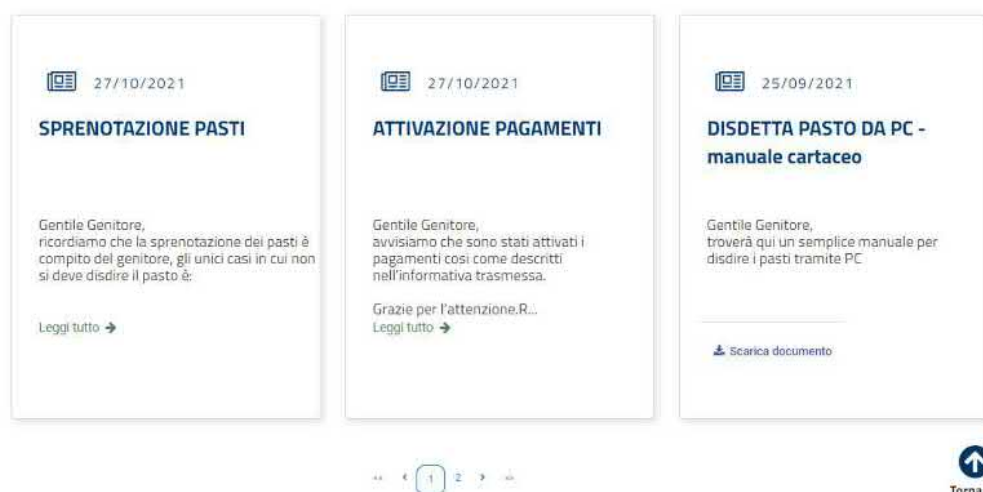 27/10/2021
SPRENOTAZIONE PASTI
Gentile Genitore,
ricordiamo che la sprenotazione dei pasti è
compito del genitore, gli unici casi in cui non
si deve disdire il pasto è:
Leggi tutto →
27/10/2021
ATTIVAZIONE PAGAMENTI
Gentile Genitore,
avvisiamo che sono stati attivati i
pagamenti cosi come descritti
nell'informativa trasmessa.
Grazie per l'attenzione.R...
Leggi tutto →
25/09/2021
DISDETTA PASTO DA PC -
manuale cartaceo
Gentile Genitore,
troverà qui un semplice manuale per
disdire i pasti tramite PC
Scarica documento
‹‹ ‹ 1 2 › ››
Torna